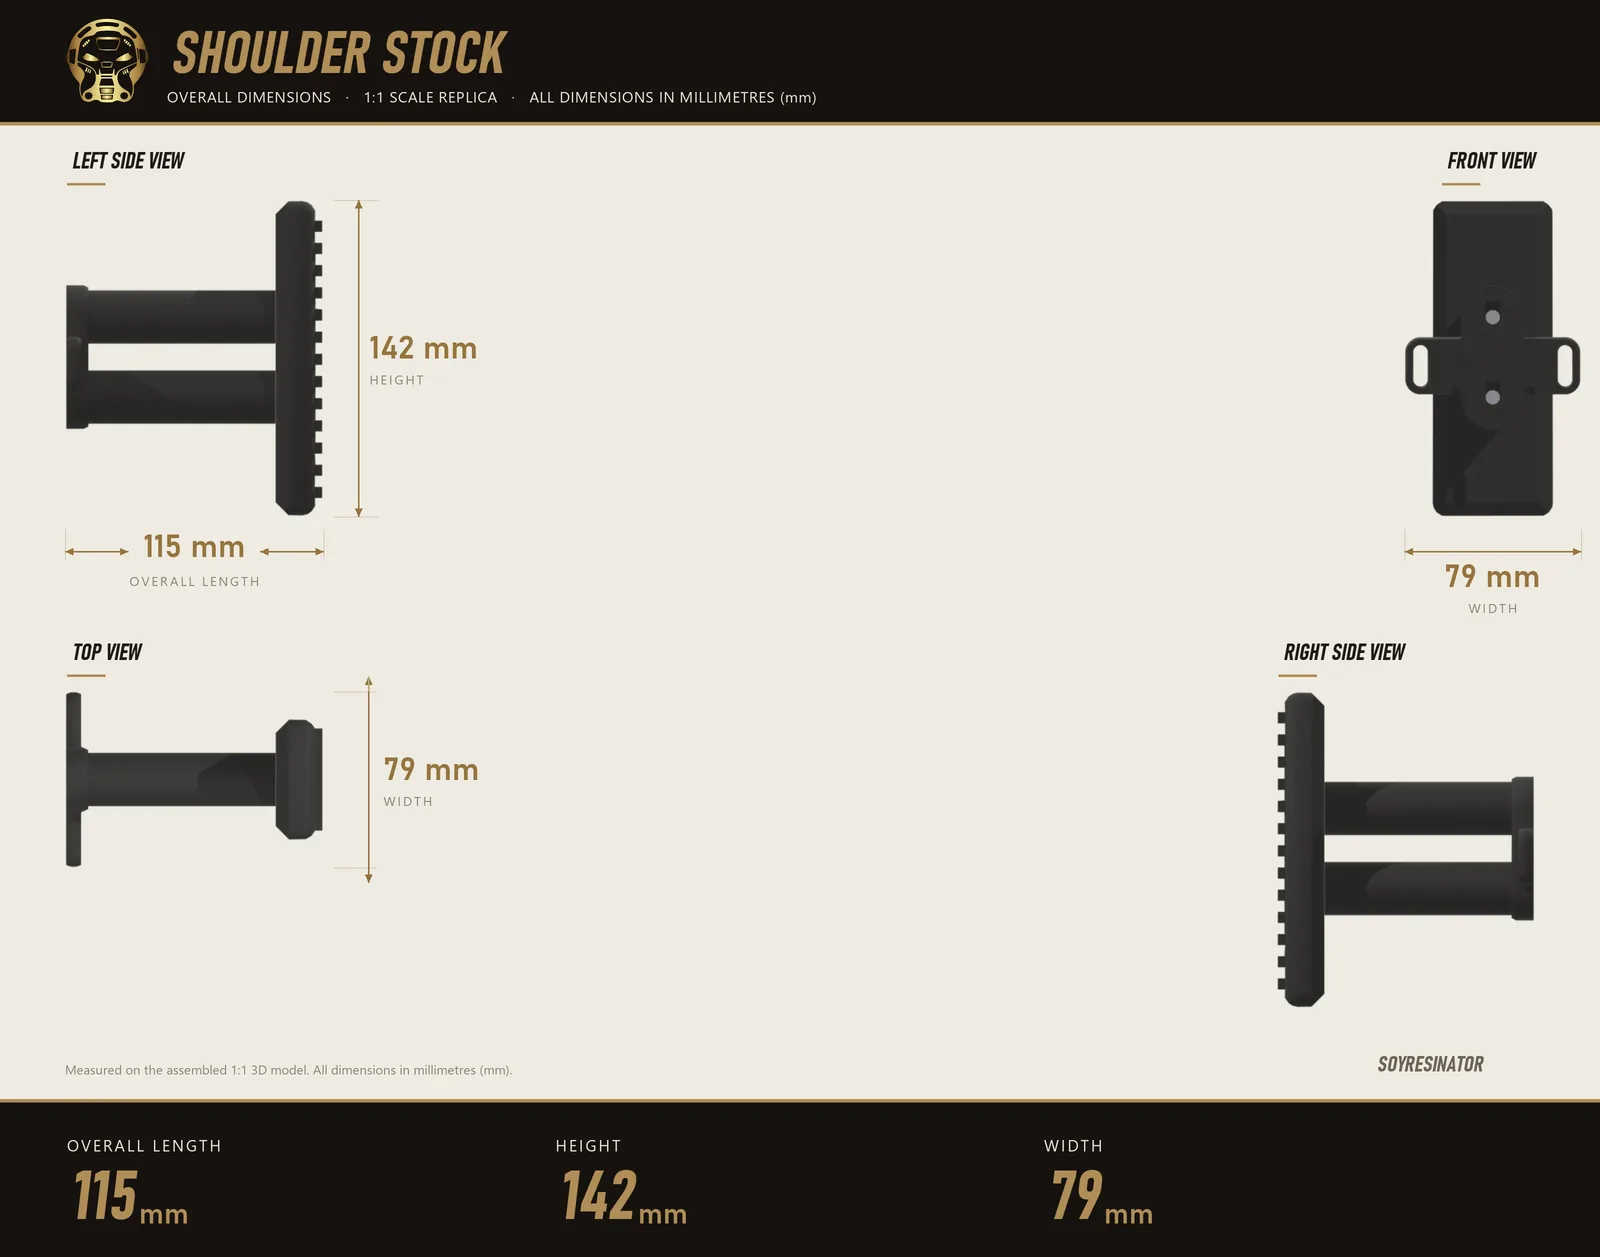 SHOULDER STOCK
OVERALL DIMENSIONS · 1:1 SCALE REPLICA · ALL DIMENSIONS IN MILLIMETRES (mm)
LEFT SIDE VIEW
FRONT VIEW
142 mm
HEIGHT
115 mm
OVERALL LENGTH
79 mm
WIDTH
TOP VIEW
RIGHT SIDE VIEW
79 mm
WIDTH
Measured on the assembled 1:1 3D model. All dimensions in millimetres (mm).
SOYRESINATOR
OVERALL LENGTH
115 mm
HEIGHT
142 mm
WIDTH
79 mm